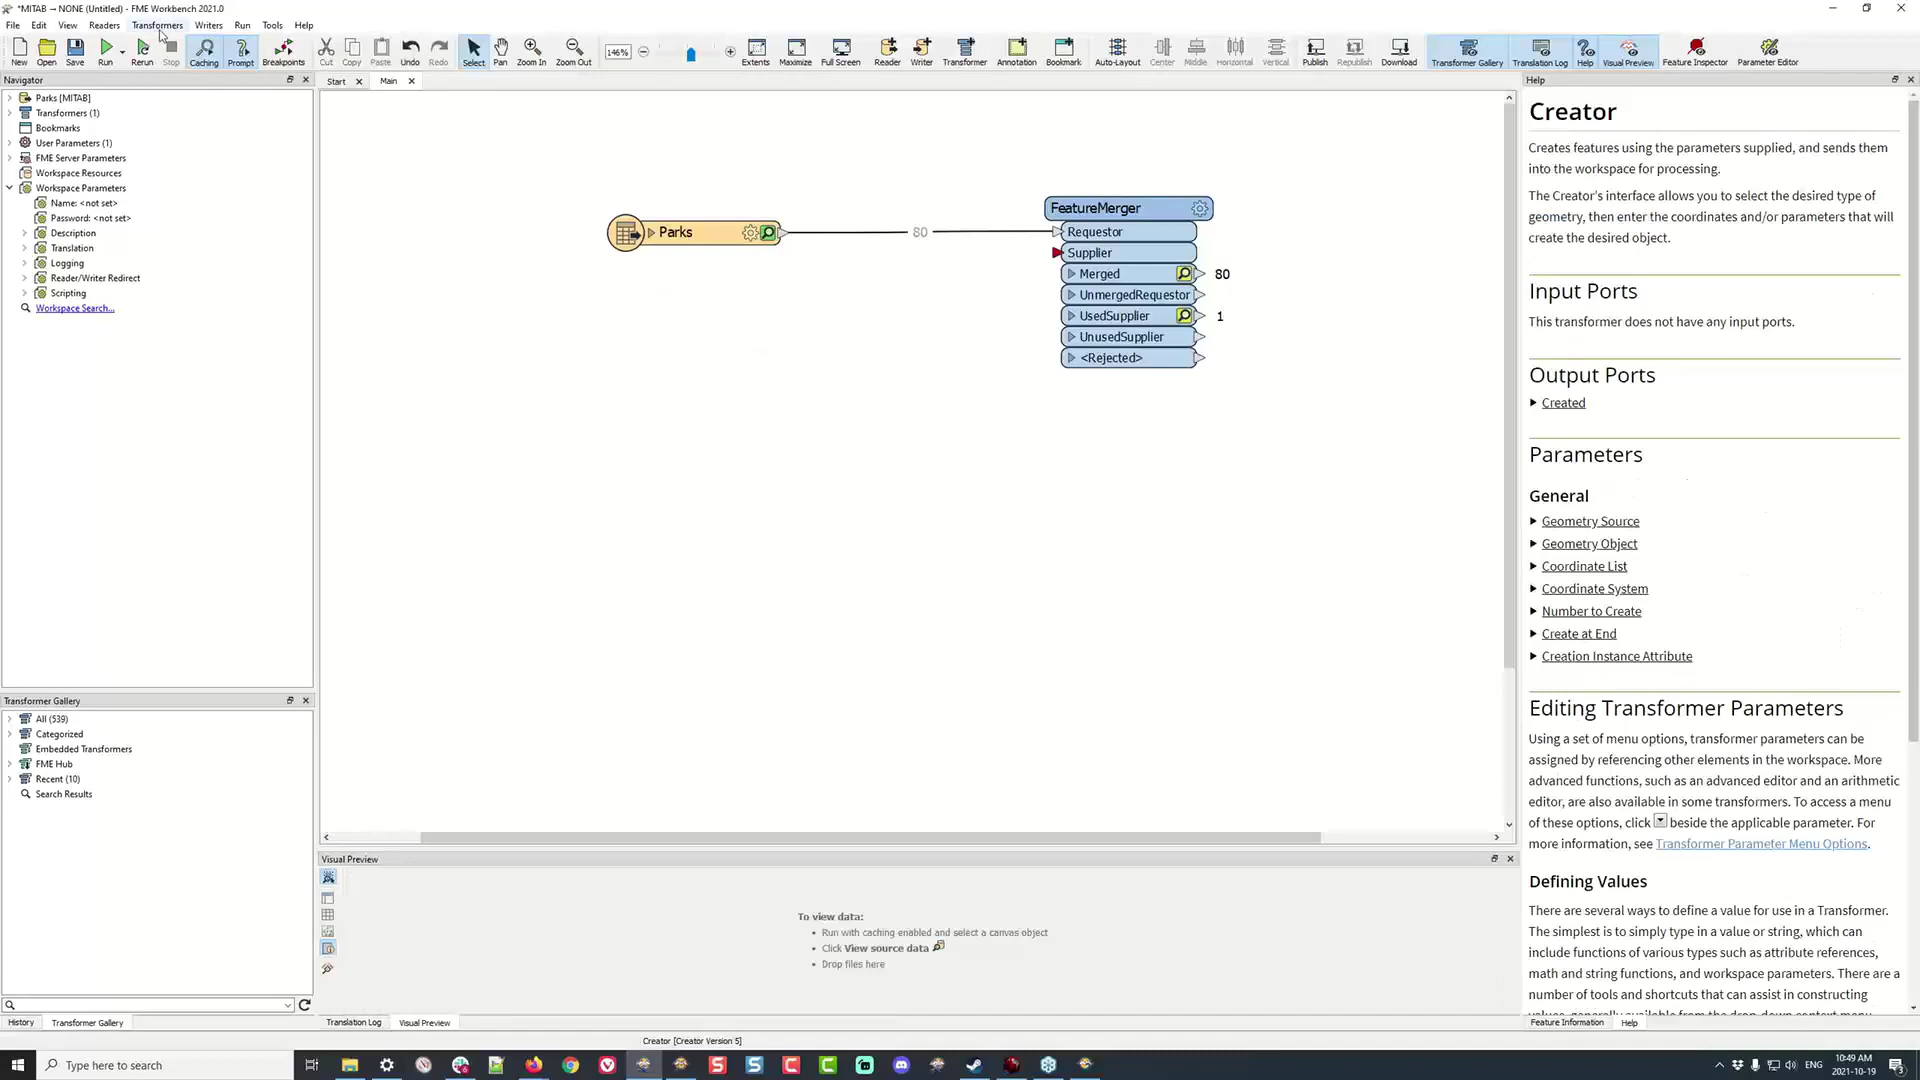 *MITAB → NONE (Untitled) - FME Workbench 2021.0
File Edit View Readers Transformers Writers Run Tools Help
New Open Save Run Rerun Stop Caching Prompt Breakpoints Cut Copy Paste Undo Redo Select Pan Zoom In Zoom Out 146% Extents Maximize Full Screen Reader Writer Transformer Annotation Bookmark Auto-Layout Center Middle Horizontal Vertical Publish Republish Download Transformer Gallery Translation Log Help Visual Preview Feature Inspector Parameter Editor
Navigator
Parks [MITAB]
Transformers (1)
Bookmarks
User Parameters (1)
FME Server Parameters
Workspace Resources
Workspace Parameters
Name: <not set>
Password: <not set>
Description
Translation
Logging
Reader/Writer Redirect
Scripting
Workspace Search...
Transformer Gallery
All (539)
Categorized
Embedded Transformers
FME Hub
Recent (10)
Search Results
History Transformer Gallery
Start Main
Parks
80
FeatureMerger
Requestor
Supplier
Merged 80
UnmergedRequestor
UsedSupplier 1
UnusedSupplier
<Rejected>
Visual Preview
To view data:
• Run with caching enabled and select a canvas object
• Click View source data
• Drop files here
Translation Log Visual Preview
Help
Creator
Creates features using the parameters supplied, and sends them
into the workspace for processing.
The Creator's interface allows you to select the desired type of
geometry, then enter the coordinates and/or parameters that will
create the desired object.
Input Ports
This transformer does not have any input ports.
Output Ports
Created
Parameters
General
Geometry Source
Geometry Object
Coordinate List
Coordinate System
Number to Create
Create at End
Creation Instance Attribute
Editing Transformer Parameters
Using a set of menu options, transformer parameters can be
assigned by referencing other elements in the workspace. More
advanced functions, such as an advanced editor and an arithmetic
editor, are also available in some transformers. To access a menu
of these options, click beside the applicable parameter. For
more information, see Transformer Parameter Menu Options.
Defining Values
There are several ways to define a value for use in a Transformer.
The simplest is to simply type in a value or string, which can
include functions of various types such as attribute references,
math and string functions, and workspace parameters. There are a
number of tools and shortcuts that can assist in constructing
values, generally available from the drop-down context menu
Feature Information Help
Creator [Creator Version 5]
Type here to search
ENG
10:49 AM
2021-10-19